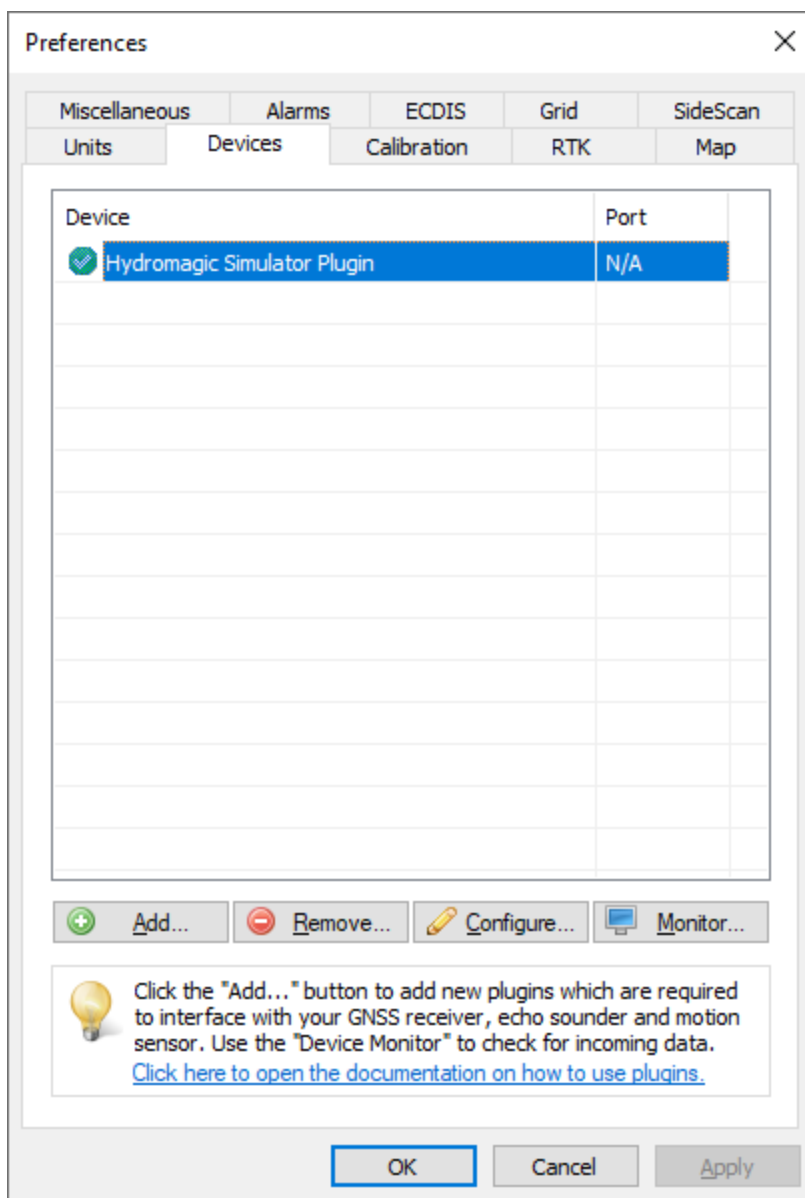 Preferences
Miscellaneous Alarms ECDIS Grid SideScan
Units Devices Calibration RTK Map
Device Port
Hydromagic Simulator Plugin N/A
Add... Remove... Configure... Monitor...
Click the "Add..." button to add new plugins which are required
to interface with your GNSS receiver, echo sounder and motion
sensor. Use the "Device Monitor" to check for incoming data.
Click here to open the documentation on how to use plugins.
OK Cancel Apply